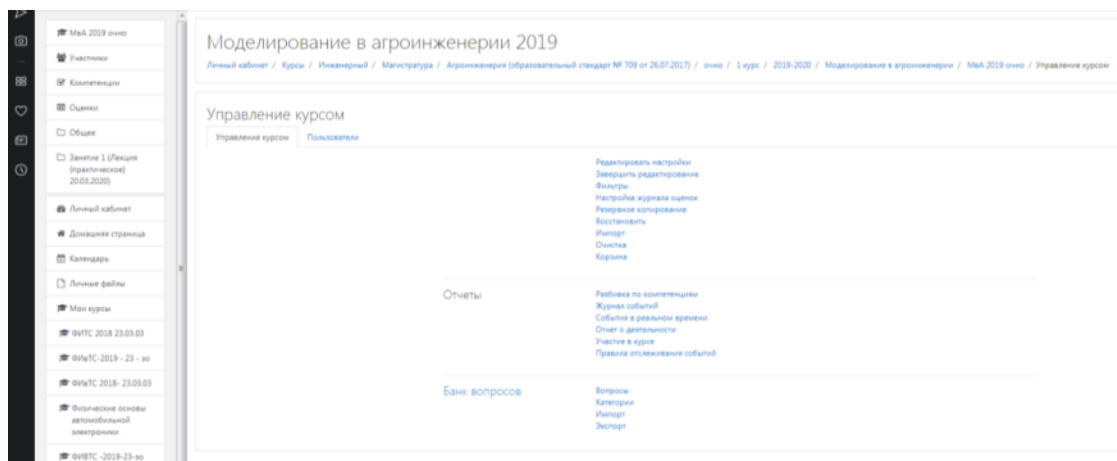 МвА 2019 очно
Участники
Компетенции
Оценки
Общее
Занятие 1 (Лекция
(практическое)
20.03.2020)
Личный кабинет
Домашняя страница
Календарь
Личные файлы
Мои курсы
ФИТС 2018 23.03.03
ФИвТС-2019 - 23 - зо
ФИвТС 2018- 23.03.03
Физические основы
автомобильной
электроники
ФИВТС -2019-23-зо
Моделирование в агроинженерии 2019
Личный кабинет / Курсы / Инженерный / Магистратура / Агроинженерия (образовательный стандарт № 709 от 26.07.2017) / очно / 1 курс / 2019-2020 / Моделирование в агроинженерии / МвА 2019 очно / Управление курсом
Управление курсом
Управление курсом Пользователи
Редактировать настройки
Завершить редактирование
Фильтры
Настройка журнала оценок
Резервное копирование
Восстановить
Импорт
Очистка
Корзина
Отчеты
Разбивка по компетенциям
Журнал событий
События в реальном времени
Отчет о деятельности
Участие в курсе
Правила отслеживания событий
Банк вопросов
Вопросы
Категории
Импорт
Экспорт